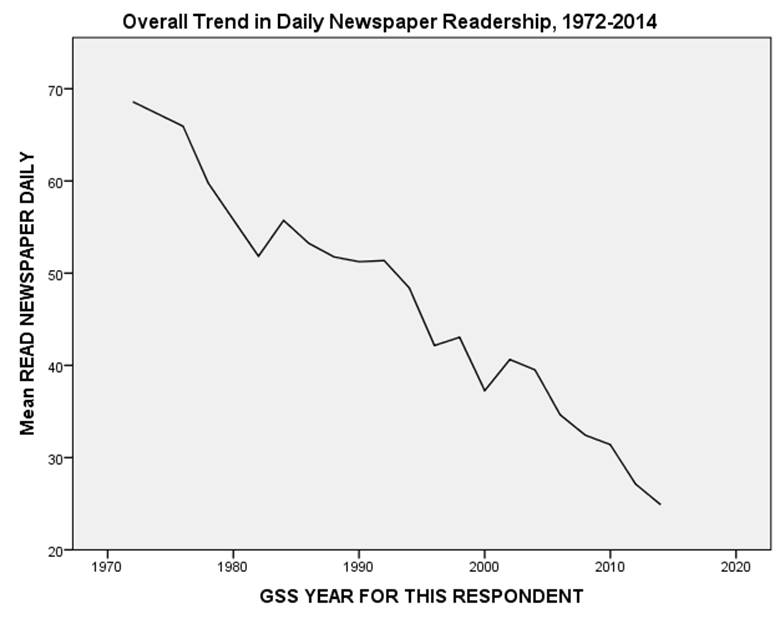 Overall Trend in Daily Newspaper Readership, 1972-2014
Mean READ NEWSPAPER DAILY
70
60
50
40
30
20
1970 1980 1990 2000 2010 2020
GSS YEAR FOR THIS RESPONDENT